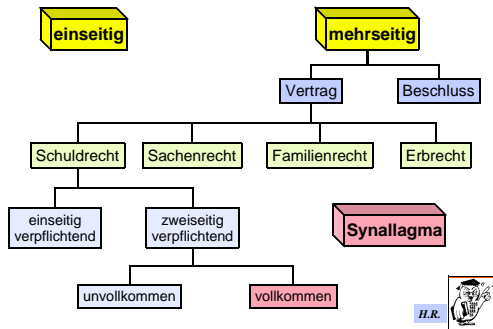 einseitig
mehrseitig
Vertrag
Beschluss
Schuldrecht
Sachenrecht
Familienrecht
Erbrecht
einseitig
verpflichtend
zweiseitig
verpflichtend
Synallagma
unvollkommen
vollkommen
H.R.